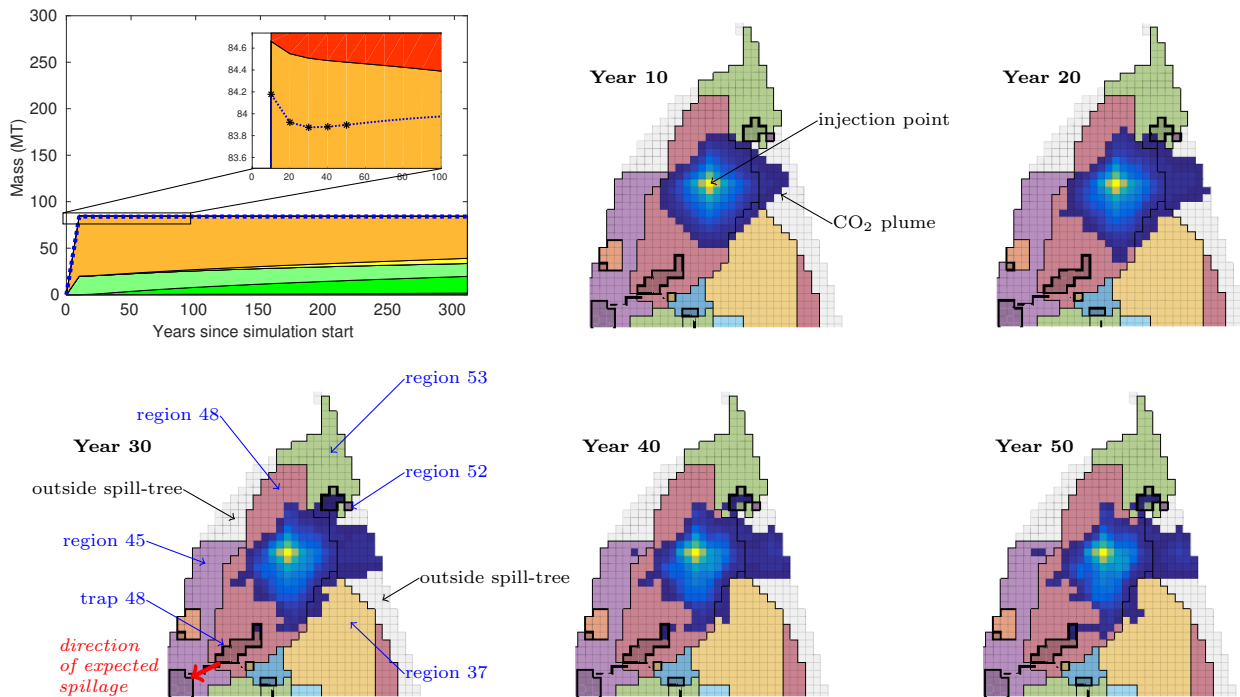 300
250
200
150
100
50
0
Mass (MT)
0
50
100
150
200
250
300
Years since simulation start
84.6
84.4
84.2
84
83.8
83.6
0
20
40
60
80
100
Year 10
injection point
CO₂ plume
Year 20
Year 30
region 53
region 48
region 52
outside spill-tree
region 45
outside spill-tree
trap 48
direction
of expected
spillage
region 37
Year 40
Year 50